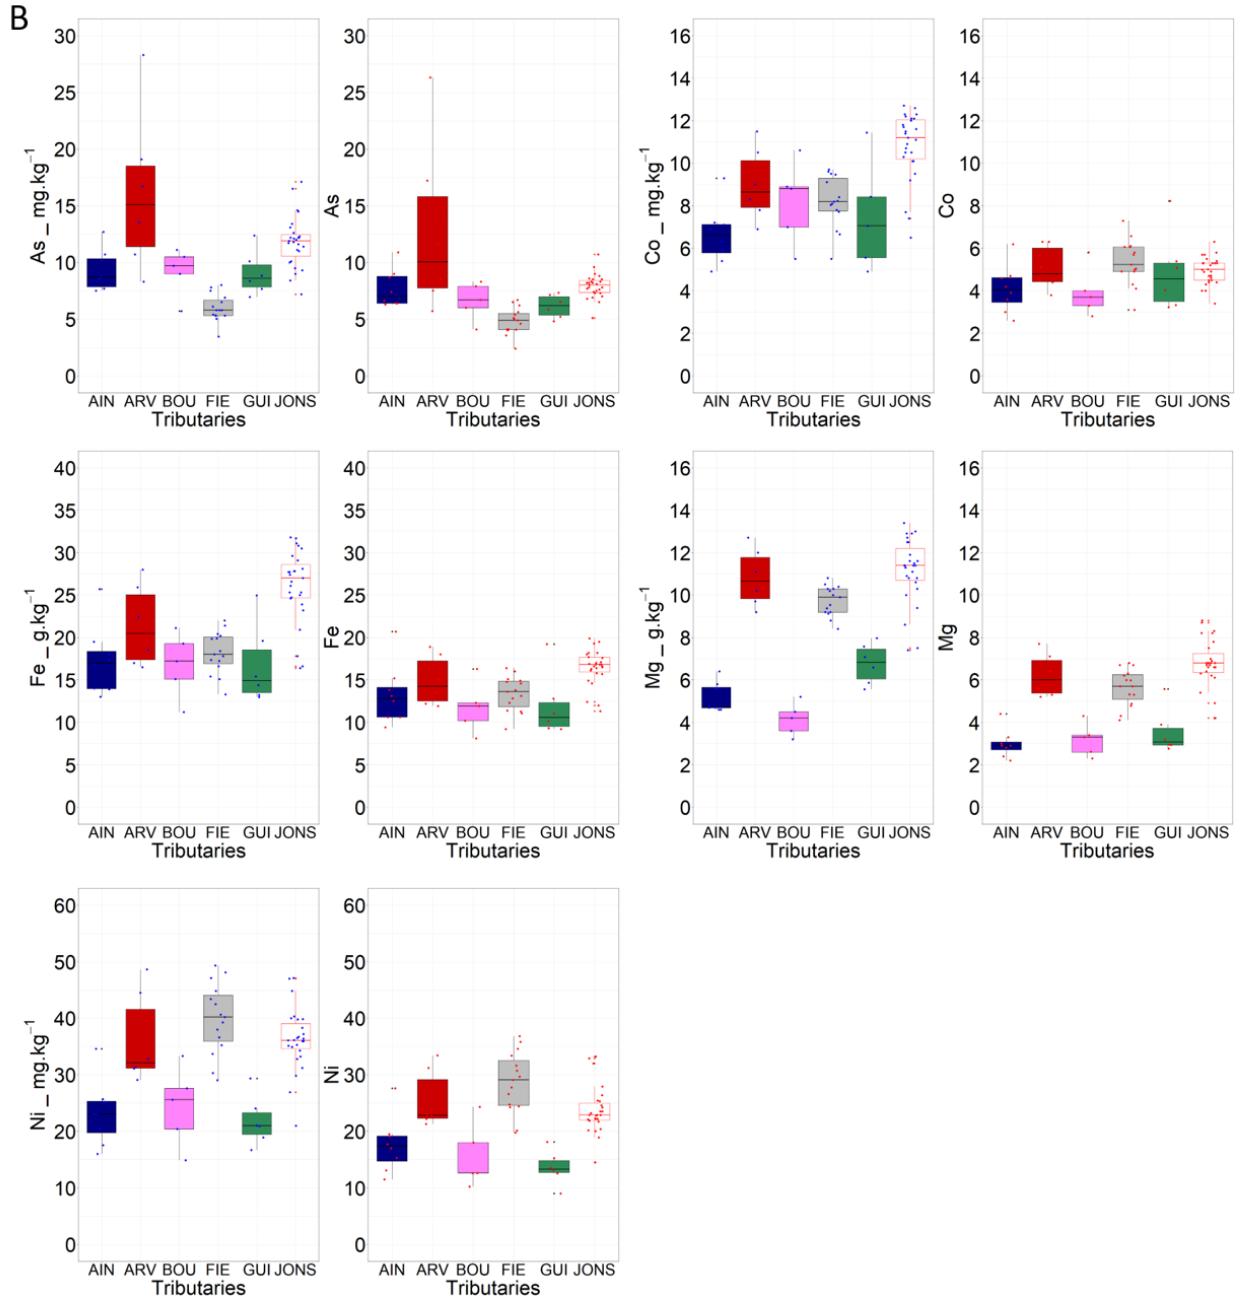 B
As _ mg.kg⁻¹
30
25
20
15
10
5
0
AIN ARV BOU FIE GUI JONS
Tributaries
As
30
25
20
15
10
5
0
AIN ARV BOU FIE GUI JONS
Tributaries
Co _ mg.kg⁻¹
16
14
12
10
8
6
4
2
0
AIN ARV BOU FIE GUI JONS
Tributaries
Co
16
14
12
10
8
6
4
2
0
AIN ARV BOU FIE GUI JONS
Tributaries
Fe _ g.kg⁻¹
40
35
30
25
20
15
10
5
0
AIN ARV BOU FIE GUI JONS
Tributaries
Fe
40
35
30
25
20
15
10
5
0
AIN ARV BOU FIE GUI JONS
Tributaries
Mg _ g.kg⁻¹
16
14
12
10
8
6
4
2
0
AIN ARV BOU FIE GUI JONS
Tributaries
Mg
16
14
12
10
8
6
4
2
0
AIN ARV BOU FIE GUI JONS
Tributaries
Ni _ mg.kg⁻¹
60
50
40
30
20
10
0
AIN ARV BOU FIE GUI JONS
Tributaries
Ni
60
50
40
30
20
10
0
AIN ARV BOU FIE GUI JONS
Tributaries